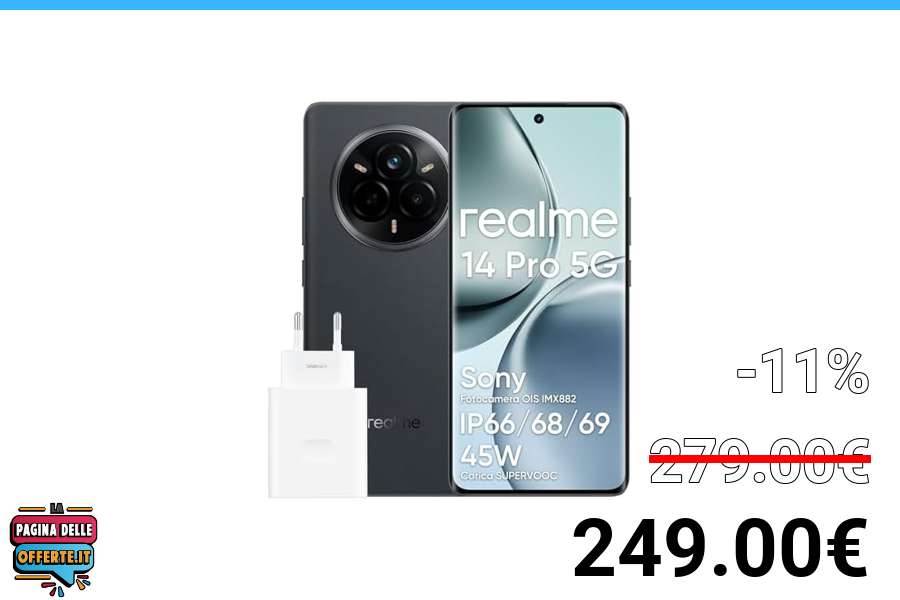 realme
14 Pro 5G
Sony
Fotocamera OIS IMX882
IP66/68/69
45W
Carica SUPERVOOC
realme
-11%
279.00€
249.00€
LA
PAGINA DELLE
OFFERTE.IT